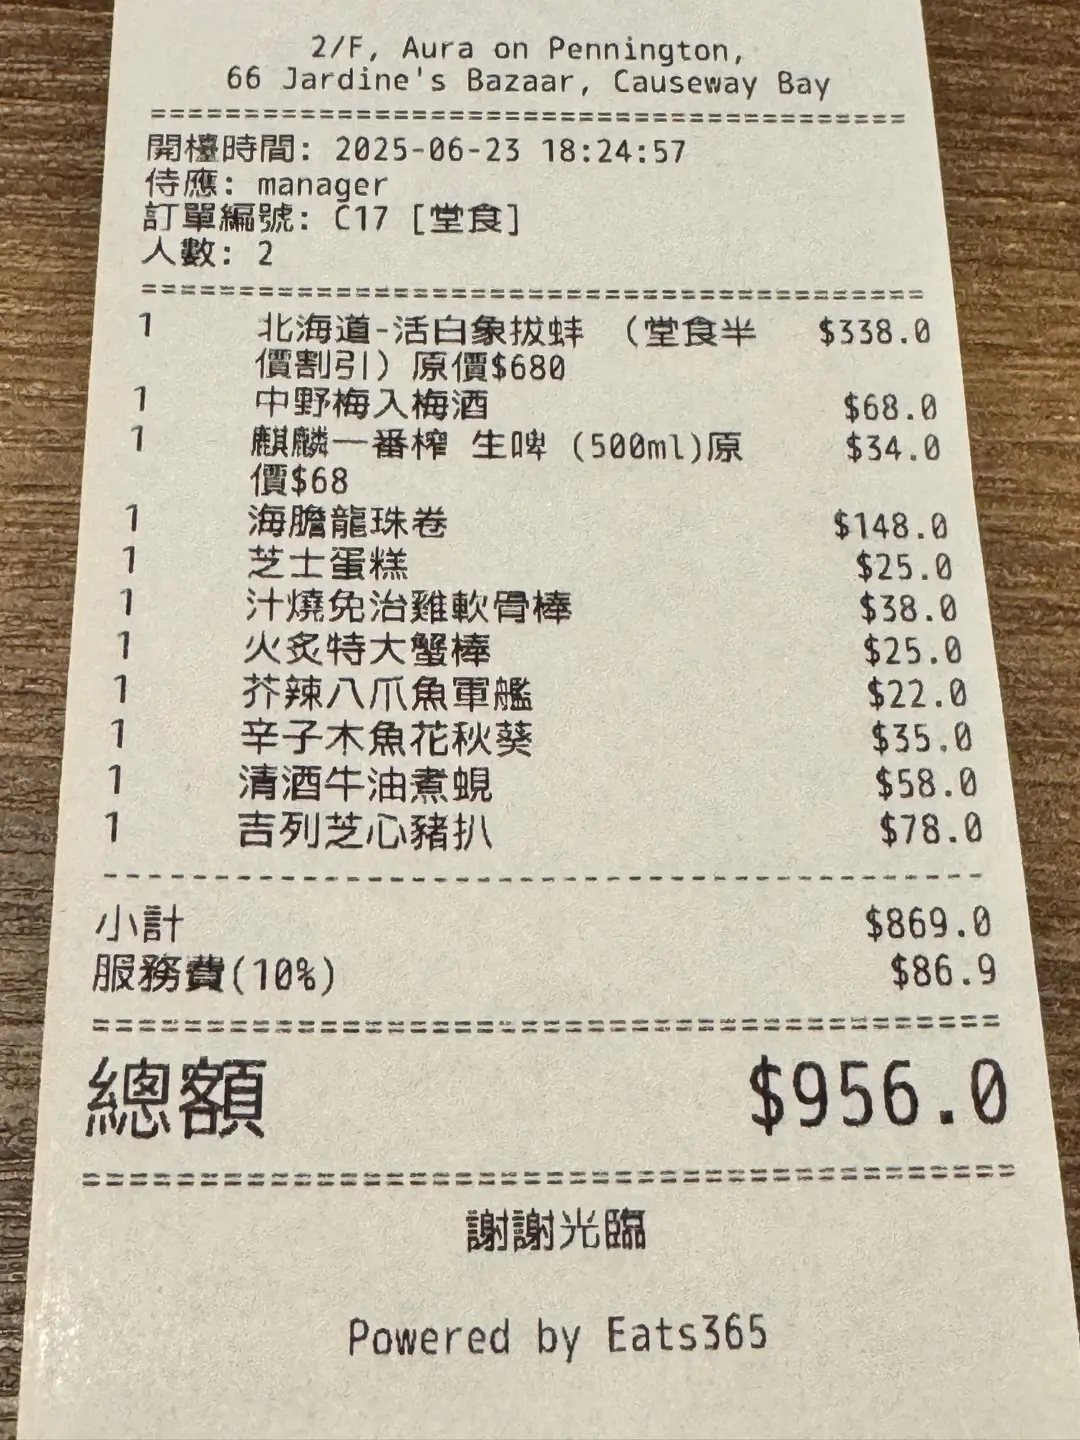 2/F, Aura on Pennington,
66 Jardine's Bazaar, Causeway Bay
========================================
開檯時間: 2025-06-23 18:24:57
侍應: manager
訂單編號: C17 [堂食]
人數: 2
========================================
1 北海道-活白象拔蚌 (堂食半 $338.0
價割引) 原價$680
1 中野梅入梅酒 $68.0
1 麒麟一番榨 生啤 (500ml)原 $34.0
價$68
1 海膽龍珠卷 $148.0
1 芝士蛋糕 $25.0
1 汁燒免治雞軟骨棒 $38.0
1 火炙特大蟹棒 $25.0
1 芥辣八爪魚軍艦 $22.0
1 辛子木魚花秋葵 $35.0
1 清酒牛油煮蜆 $58.0
1 吉列芝心豬扒 $78.0
----------------------------------------
小計 $869.0
服務費(10%) $86.9
========================================
總額 $956.0
========================================
謝謝光臨
Powered by Eats365